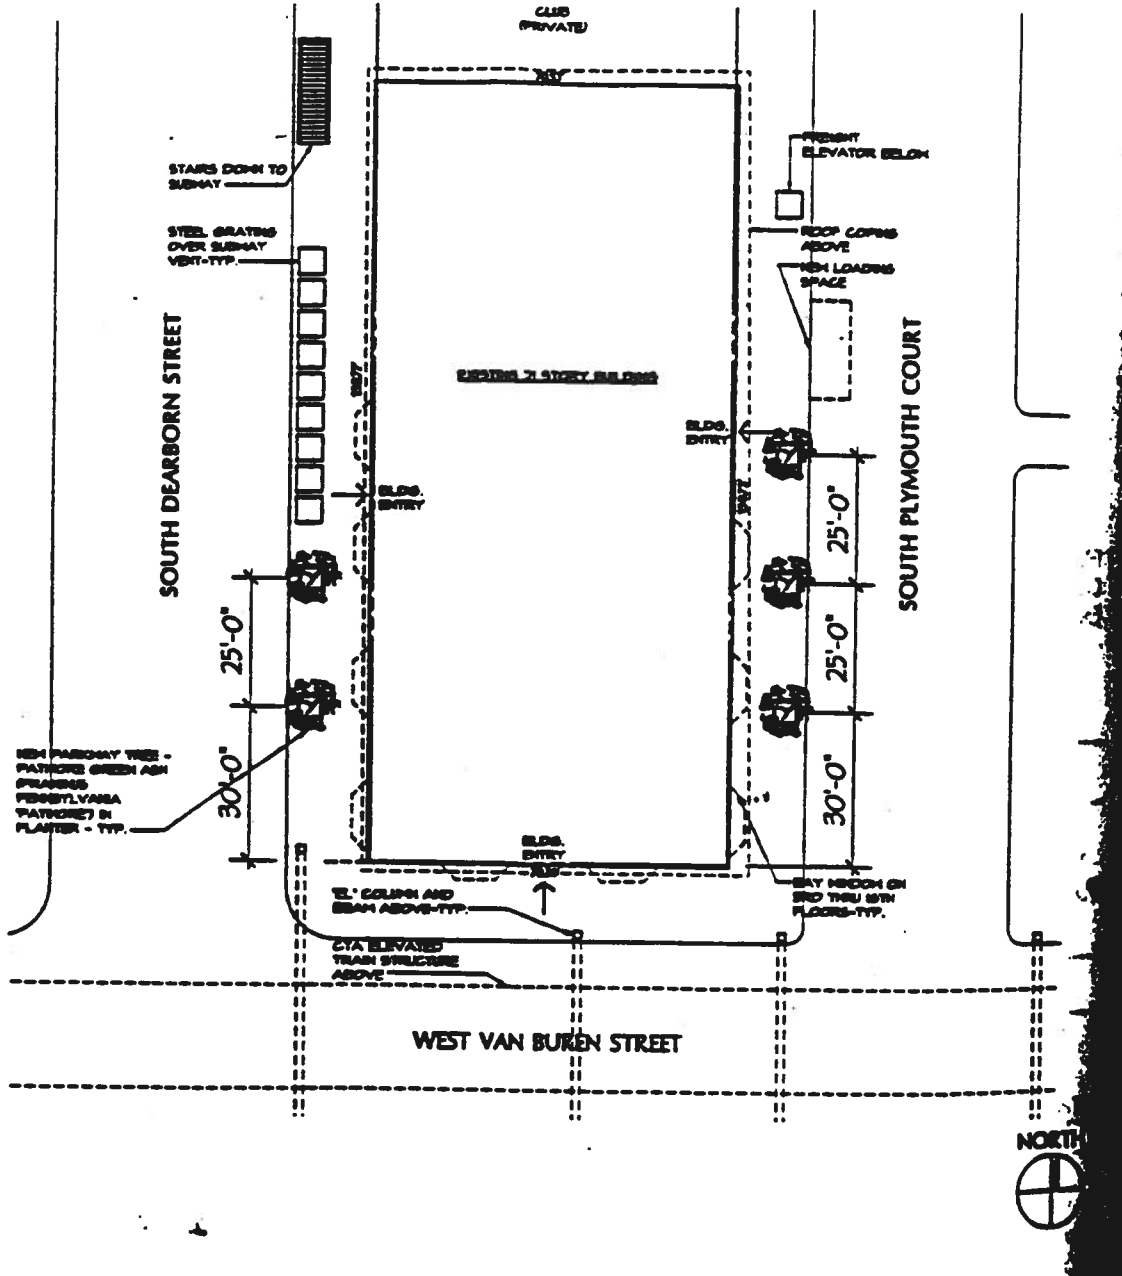 CLUB
(PRIVATE)
STAIRS DOWN TO
SUBWAY
FREIGHT
ELEVATOR BELOW
STEEL GRATING
OVER SUBWAY
VENT-TYP.
ROOF COPING
ABOVE
NEW LOADING
SPACE
SOUTH DEARBORN STREET
EXISTING 21 STORY BUILDING
SOUTH PLYMOUTH COURT
BLDG.
ENTRY
BLDG.
ENTRY
25'-0"
25'-0"
25'-0"
30'-0"
30'-0"
NEW PARKWAY TREE -
PATMORE GREEN ASH
(FRAXINUS
PENNSYLVANIA
'PATMORE') IN
PLANTER - TYP.
BLDG.
ENTRY
BAY WINDOW ON
3RD THRU
FLOORS-TYP.
"EL" COLUMN AND
BEAM ABOVE-TYP.
CTA ELEVATED
TRAIN STRUCTURE
ABOVE
WEST VAN BUREN STREET
NORTH